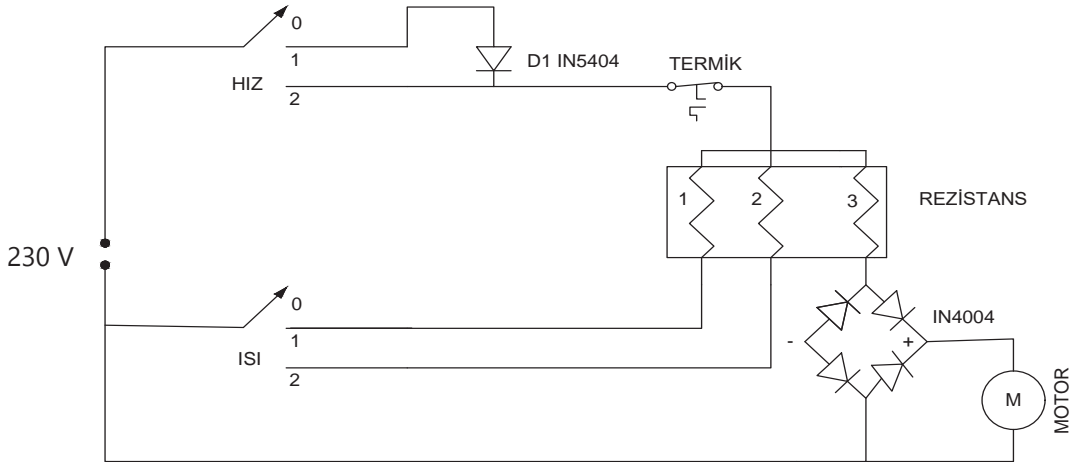 0
1
HIZ
2
D1 IN5404
TERMİK
1
2
3
REZİSTANS
230 V
0
1
ISI
2
IN4004
-
+
M
MOTOR